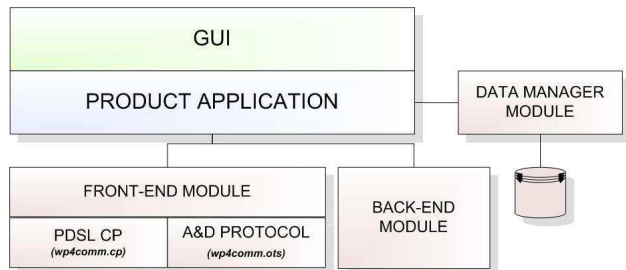 GUI
PRODUCT APPLICATION
DATA MANAGER
MODULE
FRONT-END MODULE
PDSL CP
(wp4comm.cp)
A&D PROTOCOL
(wp4comm.ots)
BACK-END
MODULE